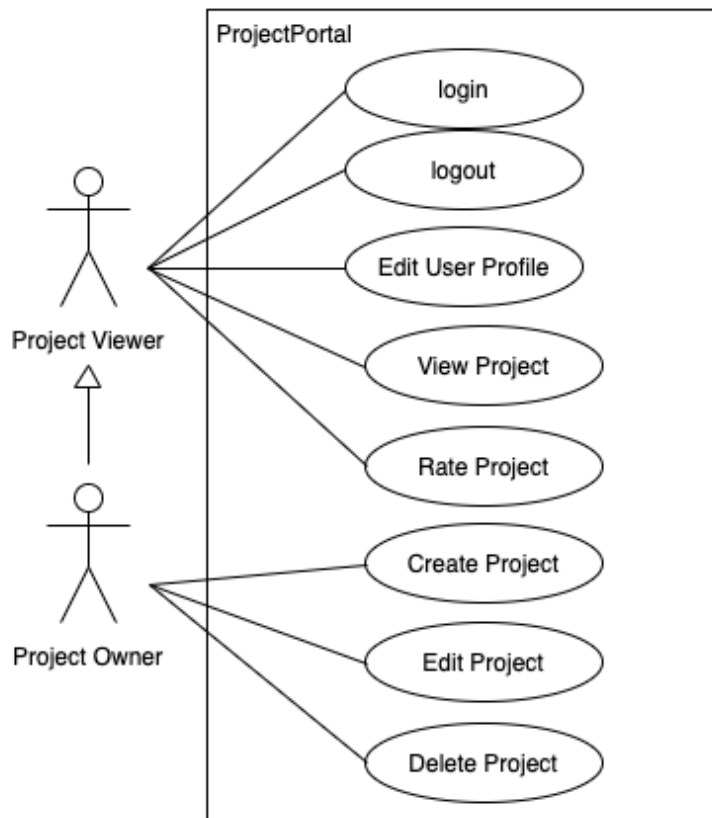 ProjectPortal
login
logout
Edit User Profile
Project Viewer
View Project
Rate Project
Create Project
Project Owner
Edit Project
Delete Project